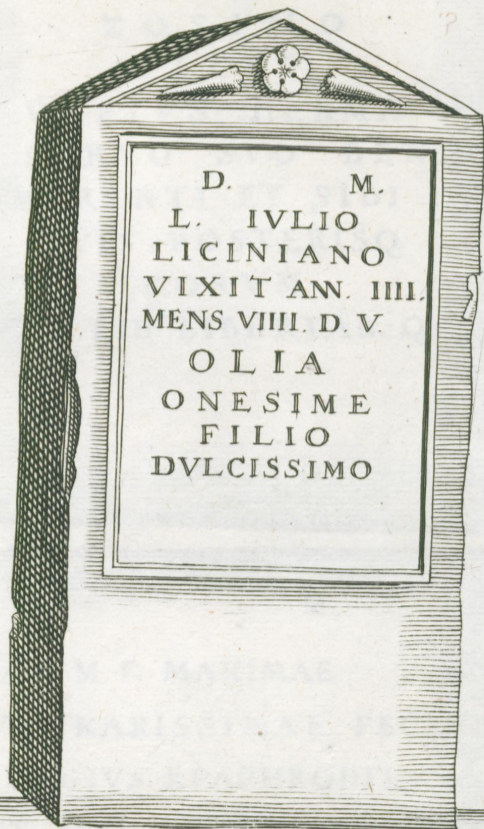 D. M.
L. IVLIO
LICINIANO
VIXIT ANN. IIII.
MENS VIIII. D. V
OLIA
ONESIME
FILIO
DVLCISSIMO